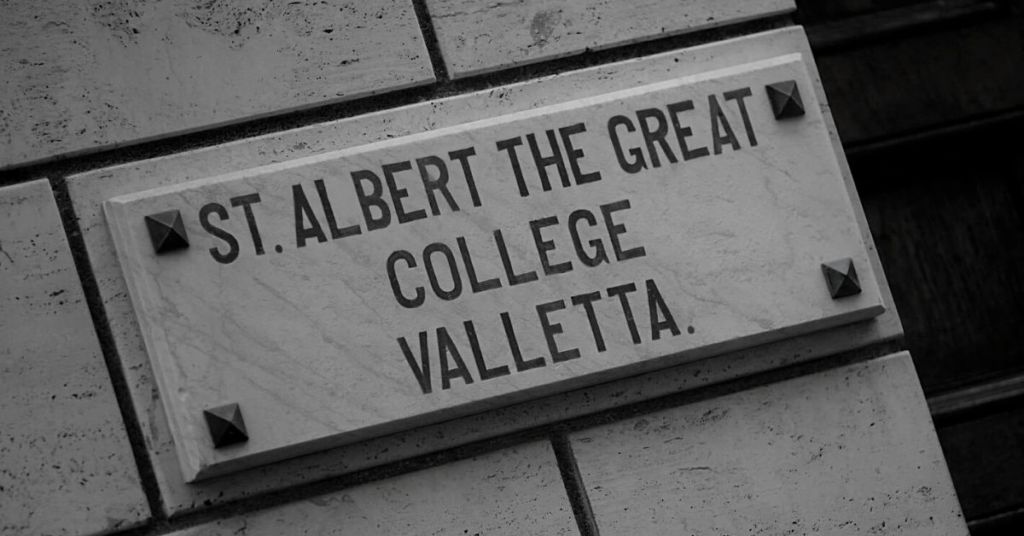 ST. ALBERT THE GREAT
COLLEGE
VALLETTA.